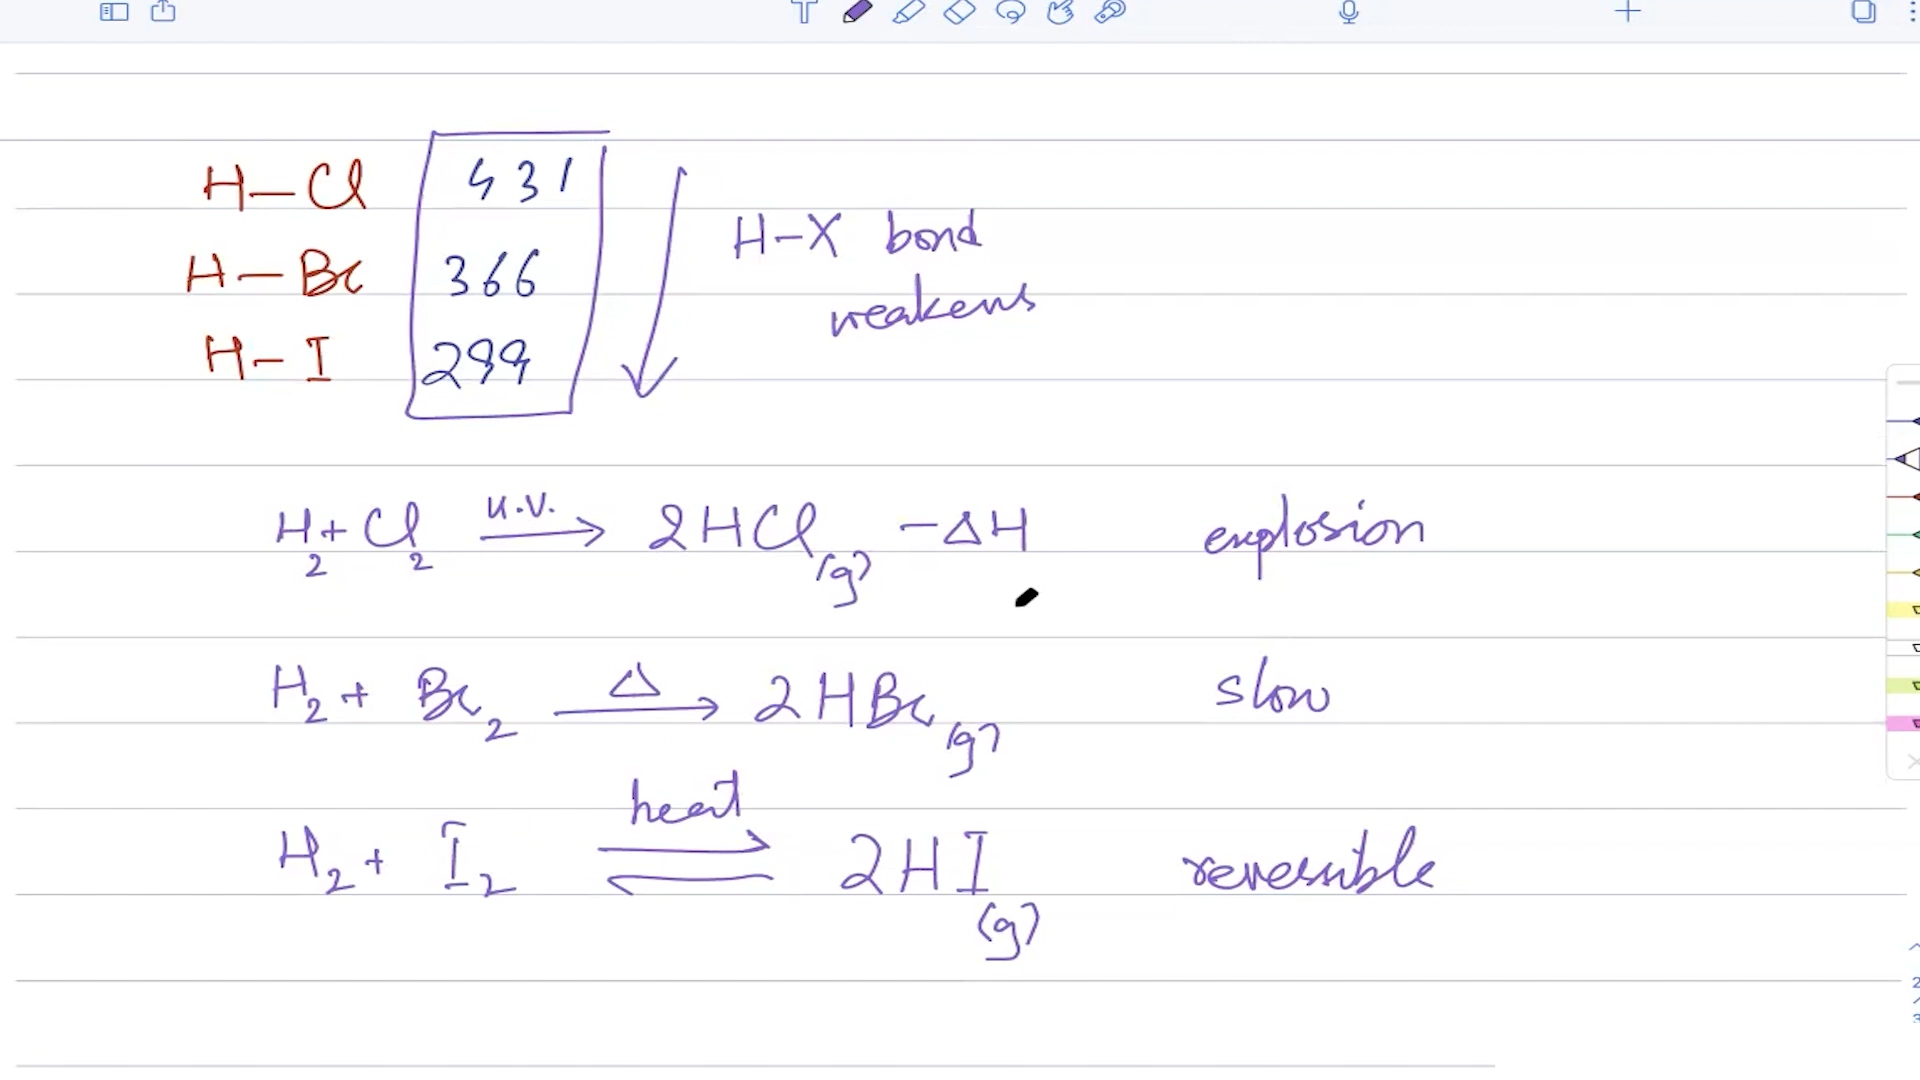 H–Cl 431
H–Br 366
H–I 299
H–X bond
weakens
H₂ + Cl₂ u.v. → 2HCl(g) –ΔH explosion
H₂ + Br₂ Δ → 2HBr(g) slow
H₂ + I₂ heat ⇌ 2HI(g) reversible